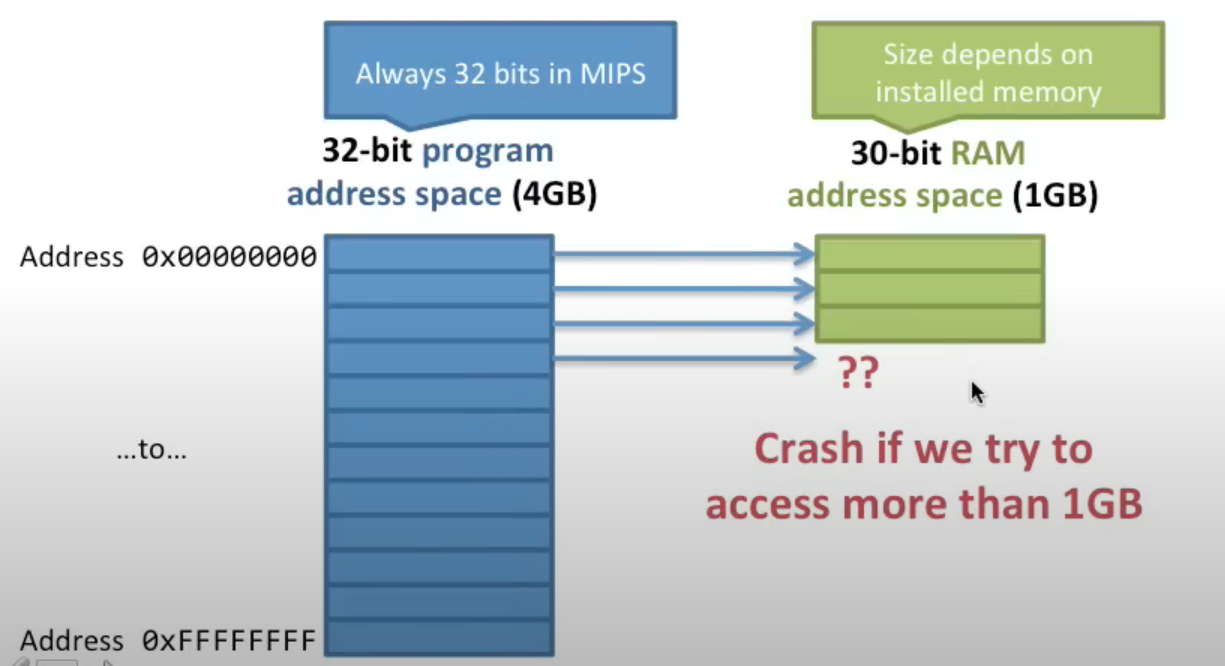 Always 32 bits in MIPS
Size depends on
installed memory
32-bit program
address space (4GB)
30-bit RAM
address space (1GB)
Address 0x00000000
??
Crash if we try to
access more than 1GB
...to...
Address 0xFFFFFFFF